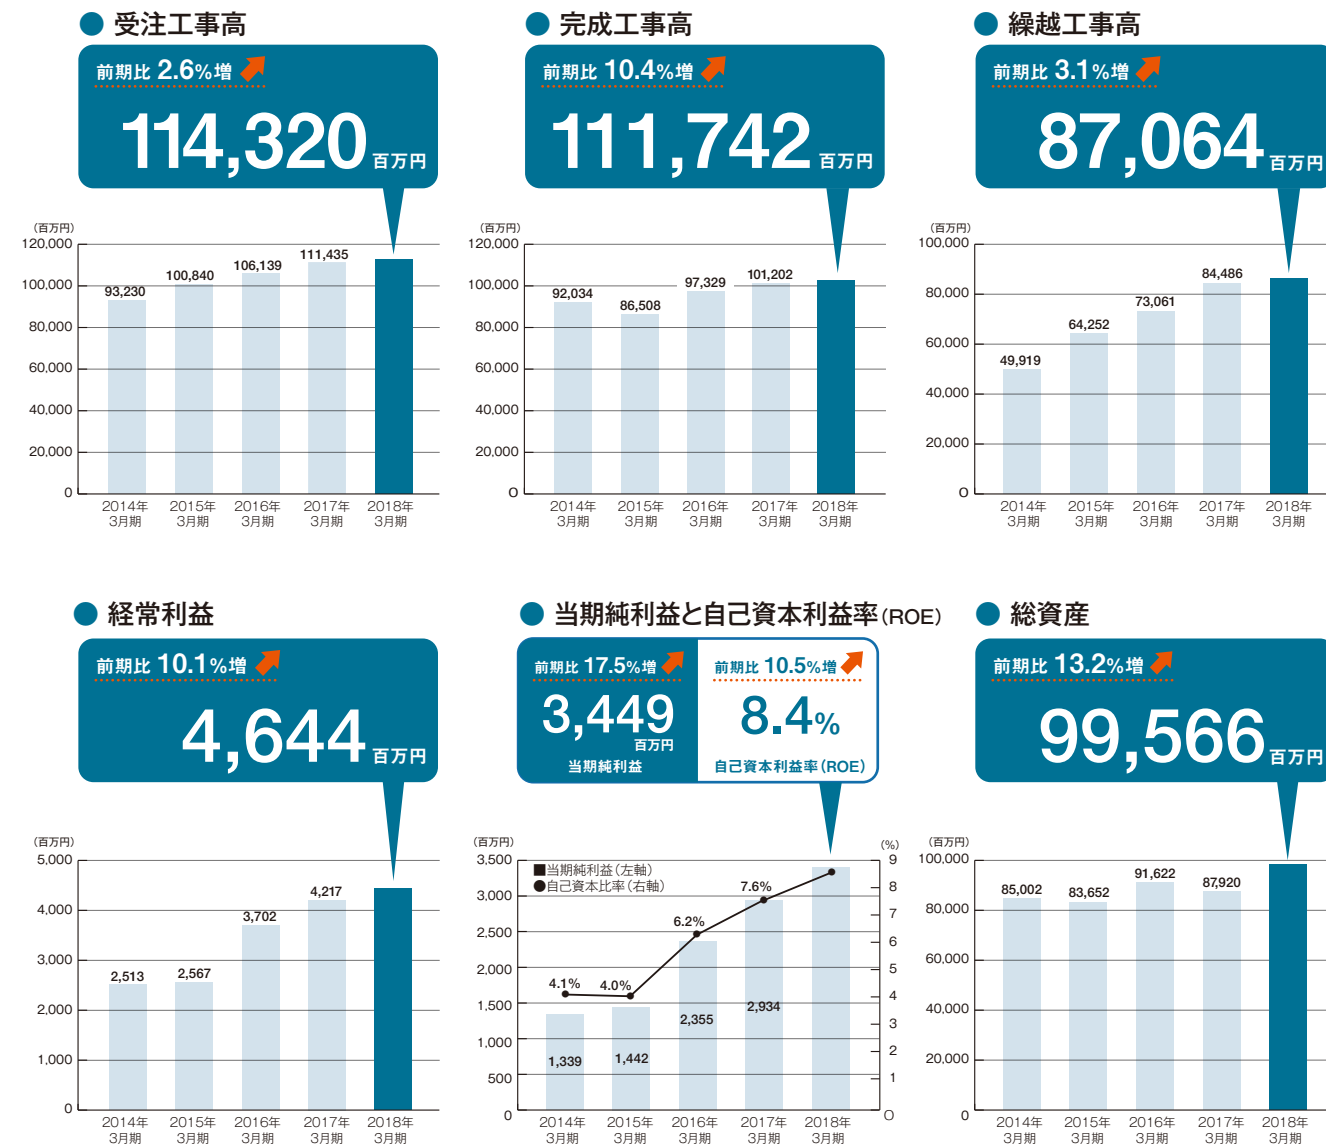 受注工事高
前期比 2.6%増
114,320 百万円
（百万円）
120,000
100,000
80,000
60,000
40,000
20,000
0
93,230
100,840
106,139
111,435
2014年 2015年 2016年 2017年 2018年
3月期 3月期 3月期 3月期 3月期
完成工事高
前期比 10.4%増
111,742 百万円
（百万円）
120,000
100,000
80,000
60,000
40,000
20,000
0
92,034
86,508
97,329
101,202
2014年 2015年 2016年 2017年 2018年
3月期 3月期 3月期 3月期 3月期
繰越工事高
前期比 3.1%増
87,064 百万円
（百万円）
100,000
80,000
60,000
40,000
20,000
0
49,919
64,252
73,061
84,486
2014年 2015年 2016年 2017年 2018年
3月期 3月期 3月期 3月期 3月期
経常利益
前期比 10.1%増
4,644 百万円
（百万円）
5,000
4,000
3,000
2,000
1,000
0
2,513
2,567
3,702
4,217
2014年 2015年 2016年 2017年 2018年
3月期 3月期 3月期 3月期 3月期
当期純利益と自己資本利益率（ROE）
前期比 17.5%増
3,449
百万円
当期純利益
前期比 10.5%増
8.4%
自己資本利益率（ROE）
（百万円）
3,500
3,000
2,500
2,000
1,500
1,000
500
0
（%）
9
8
7
6
5
4
3
2
1
0
■当期純利益（左軸）
●自己資本比率（右軸）
4.1%
4.0%
6.2%
7.6%
1,339
1,442
2,355
2,934
2014年 2015年 2016年 2017年 2018年
3月期 3月期 3月期 3月期 3月期
総資産
前期比 13.2%増
99,566 百万円
（百万円）
100,000
80,000
60,000
40,000
20,000
0
85,002
83,652
91,622
87,920
2014年 2015年 2016年 2017年 2018年
3月期 3月期 3月期 3月期 3月期